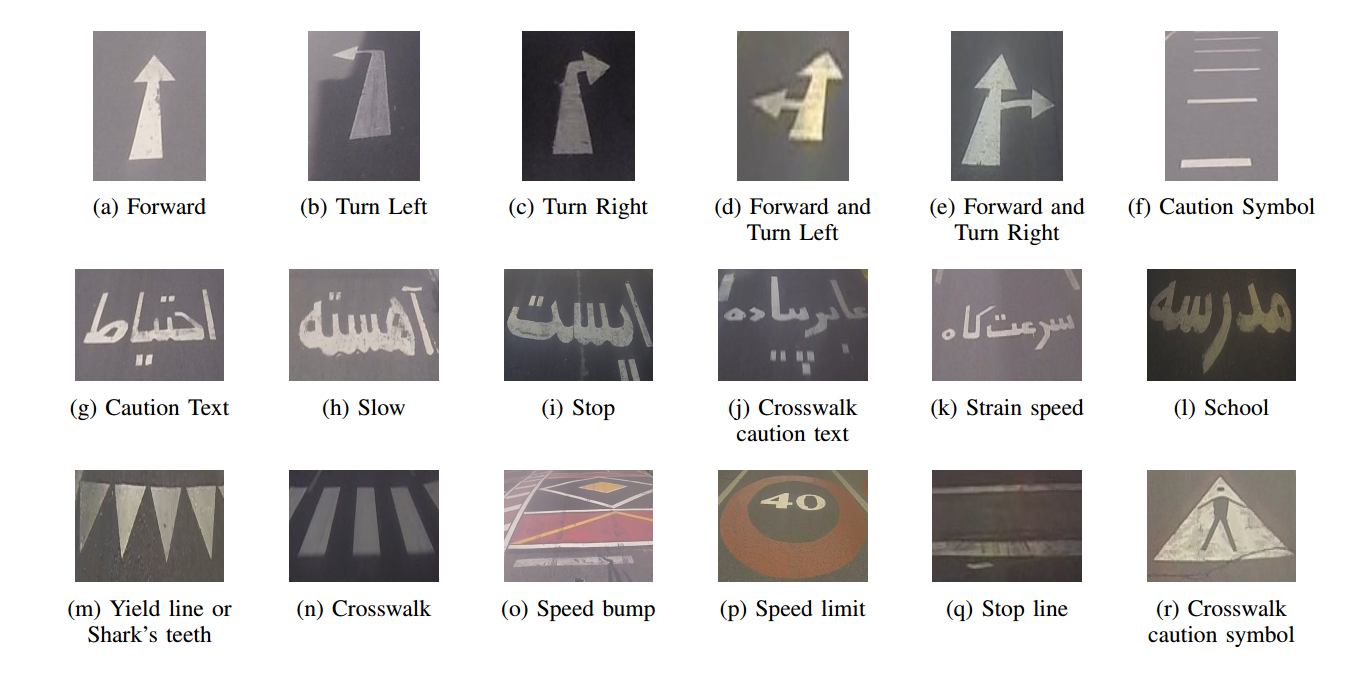 (a) Forward
(b) Turn Left
(c) Turn Right
(d) Forward and
Turn Left
(e) Forward and
Turn Right
(f) Caution Symbol
احتیاط
(g) Caution Text
آهسته
(h) Slow
ایست
(i) Stop
عابر پیاده
(j) Crosswalk
caution text
سرعت کاه
(k) Strain speed
مدرسه
(l) School
(m) Yield line or
Shark's teeth
(n) Crosswalk
(o) Speed bump
40
(p) Speed limit
(q) Stop line
(r) Crosswalk
caution symbol